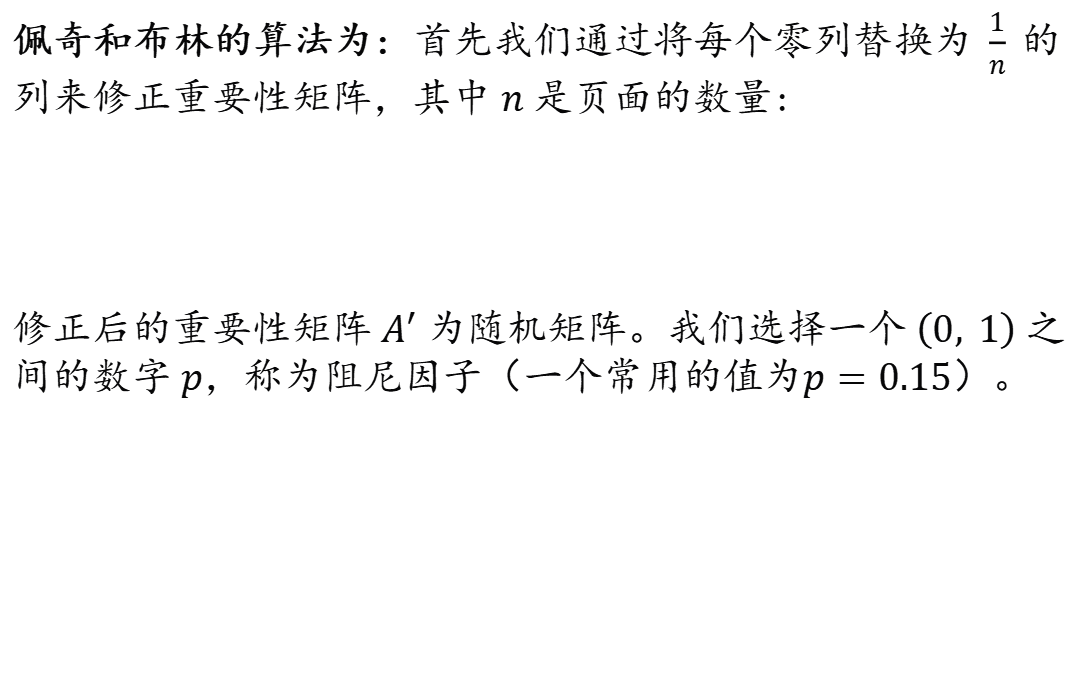 佩奇和布林的算法为：首先我们通过将每个零列替换为 1/n 的
列来修正重要性矩阵，其中 n 是页面的数量：
修正后的重要性矩阵 A′ 为随机矩阵。我们选择一个 (0, 1) 之
间的数字 p，称为阻尼因子（一个常用的值为p = 0.15）。